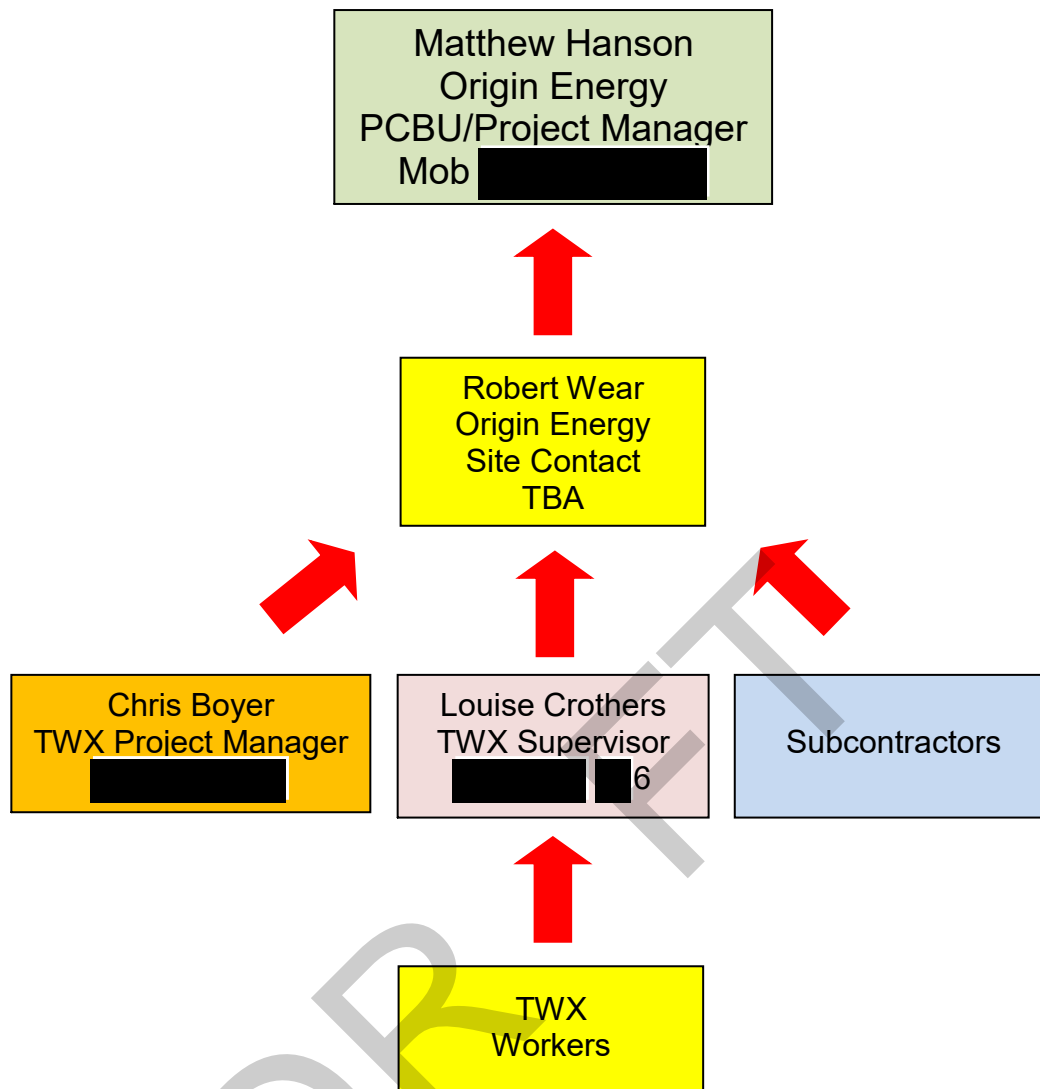 Matthew Hanson
Origin Energy
PCBU/Project Manager
Mob
Robert Wear
Origin Energy
Site Contact
TBA
Chris Boyer
TWX Project Manager
Louise Crothers
TWX Supervisor
6
Subcontractors
TWX
Workers